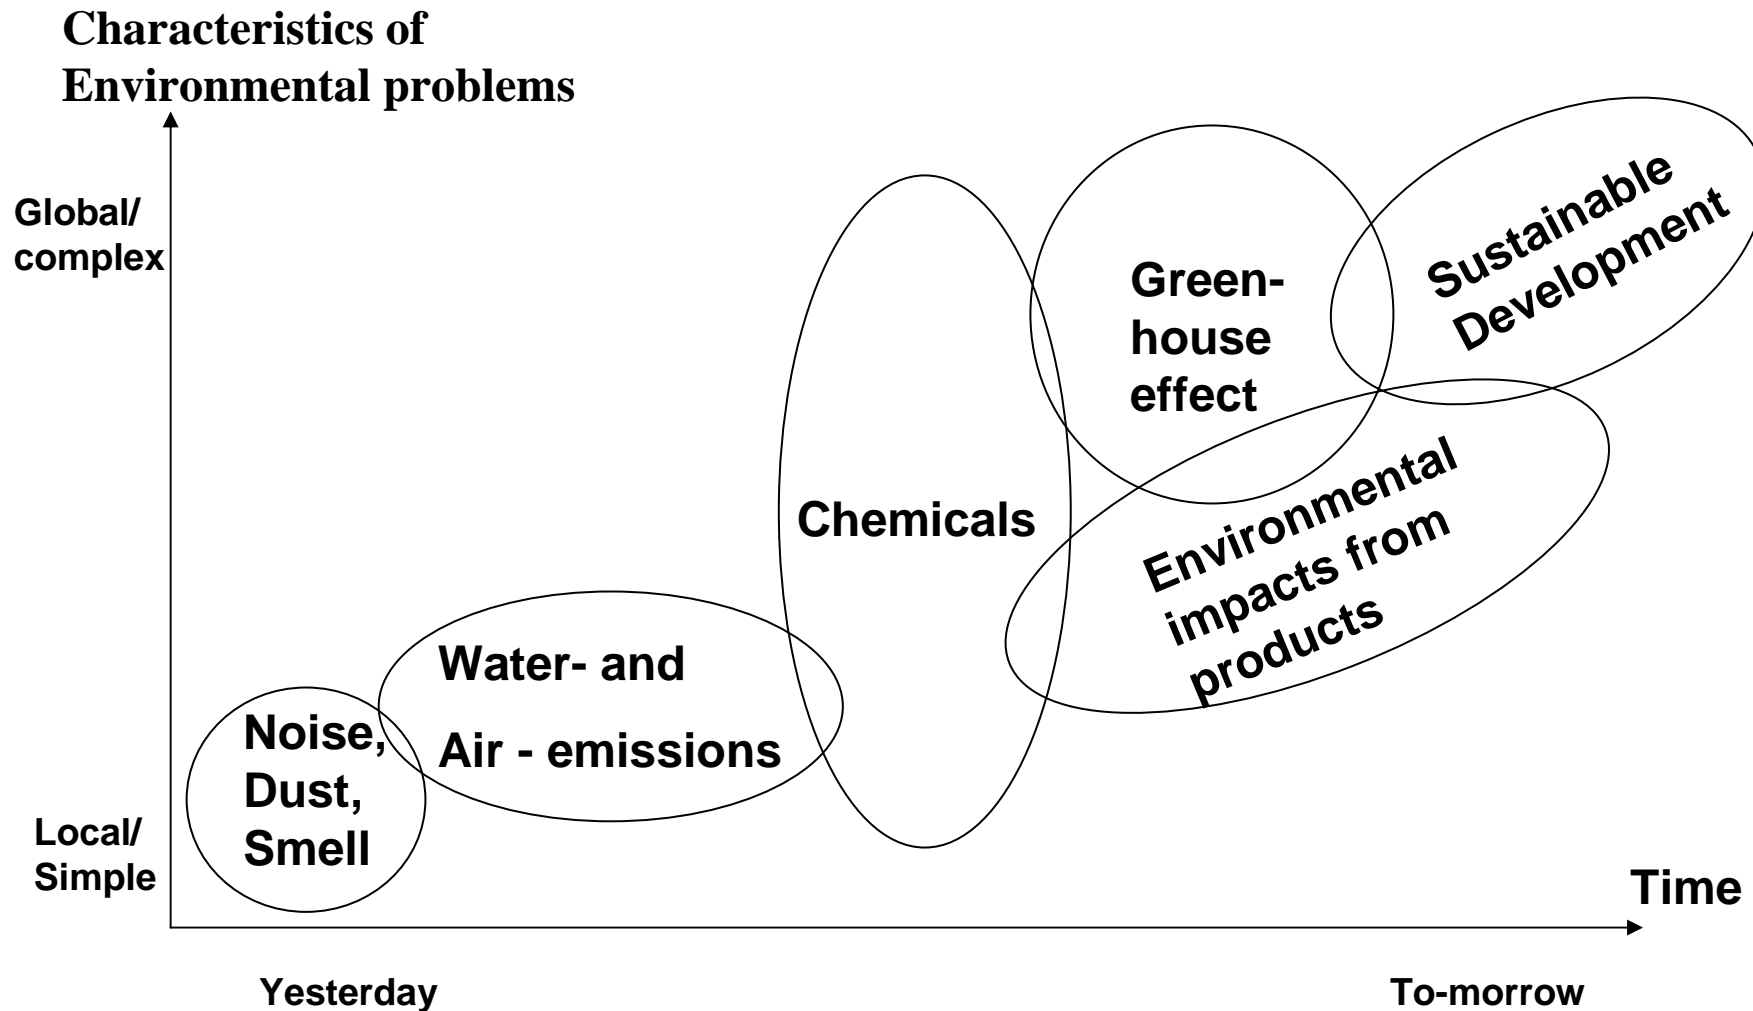 Characteristics of
Environmental problems
Global/
complex
Sustainable
Development
Green-
house
effect
Chemicals
Environmental
impacts from
products
Water- and
Air - emissions
Noise,
Dust,
Smell
Local/
Simple
Time
Yesterday
To-morrow